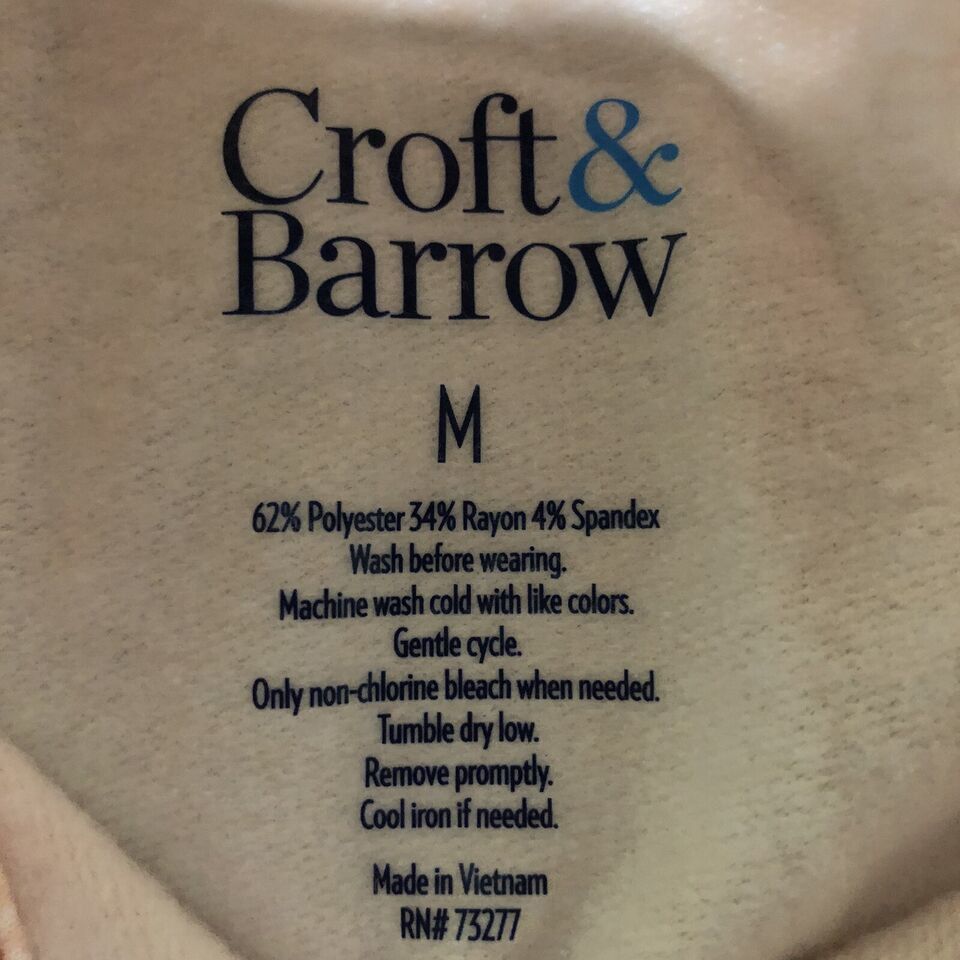 Croft&
Barrow
M
62% Polyester 34% Rayon 4% Spandex
Wash before wearing.
Machine wash cold with like colors.
Gentle cycle.
Only non-chlorine bleach when needed.
Tumble dry low.
Remove promptly.
Cool iron if needed.
Made in Vietnam
RN# 73277